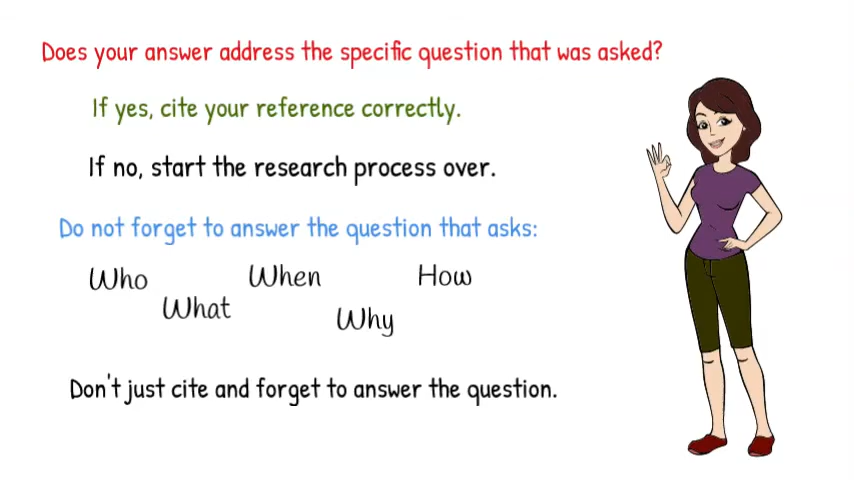 Does your answer address the specific question that was asked?
If yes, cite your reference correctly.
If no, start the research process over.
Do not forget to answer the question that asks:
Who When How
What Why
Don't just cite and forget to answer the question.